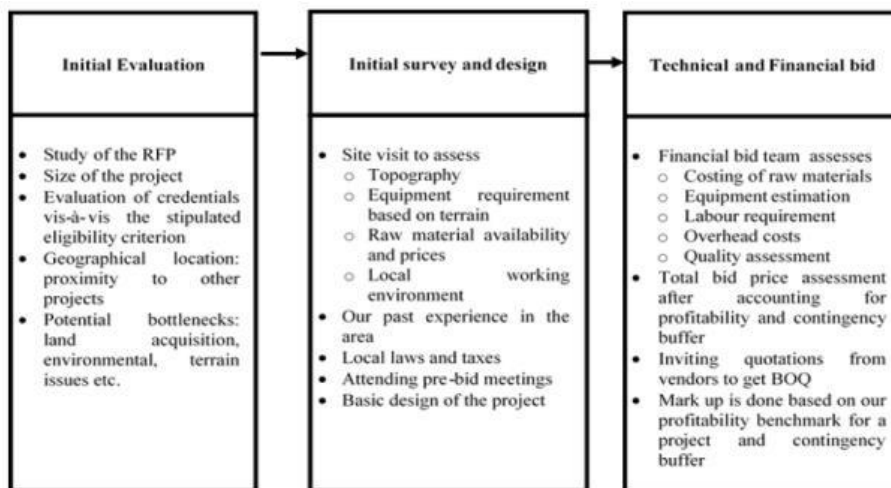 Initial Evaluation
• Study of the RFP
• Size of the project
• Evaluation of credentials
vis-à-vis the stipulated
eligibility criterion
• Geographical location:
proximity to other
projects
• Potential bottlenecks:
land acquisition,
environmental, terrain
issues etc.
Initial survey and design
• Site visit to assess
o Topography
o Equipment requirement
based on terrain
o Raw material availability
and prices
o Local working
environment
• Our past experience in the
area
• Local laws and taxes
• Attending pre-bid meetings
• Basic design of the project
Technical and Financial bid
• Financial bid team assesses
o Costing of raw materials
o Equipment estimation
o Labour requirement
o Overhead costs
o Quality assessment
• Total bid price assessment
after accounting for
profitability and contingency
buffer
• Inviting quotations from
vendors to get BOQ
• Mark up is done based on our
profitability benchmark for a
project and contingency
buffer